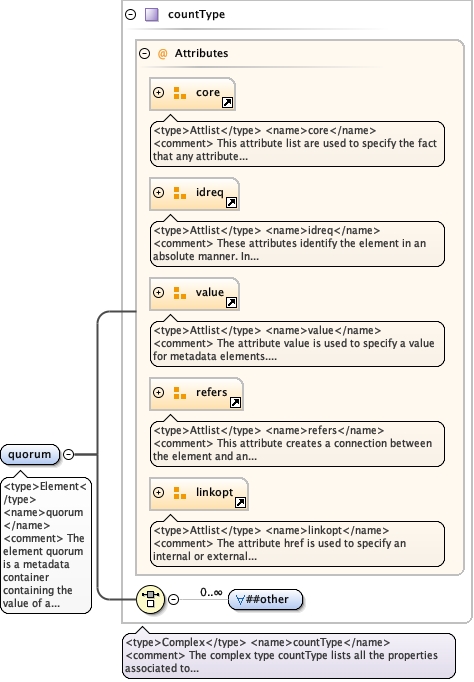 countType
@ Attributes
core
<type>Attlist</type> <name>core</name>
<comment> This attribute list are used to specify the fact
that any attribute...
idreq
<type>Attlist</type> <name>idreq</name>
<comment> These attributes identify the element in an
absolute manner. In...
value
<type>Attlist</type> <name>value</name>
<comment> The attribute value is used to specify a value
for metadata elements....
refers
<type>Attlist</type> <name>refers</name>
<comment> This attribute creates a connection between
the element and an...
linkopt
<type>Attlist</type> <name>linkopt</name>
<comment> The attribute href is used to specify an
internal or external...
quorum
<type>Element<
/type>
<name>quorum
</name>
<comment> The
element quorum
is a metadata
container
containing the
value of a...
0..∞
##other
<type>Complex</type> <name>countType</name>
<comment> The complex type countType lists all the properties
associated to...